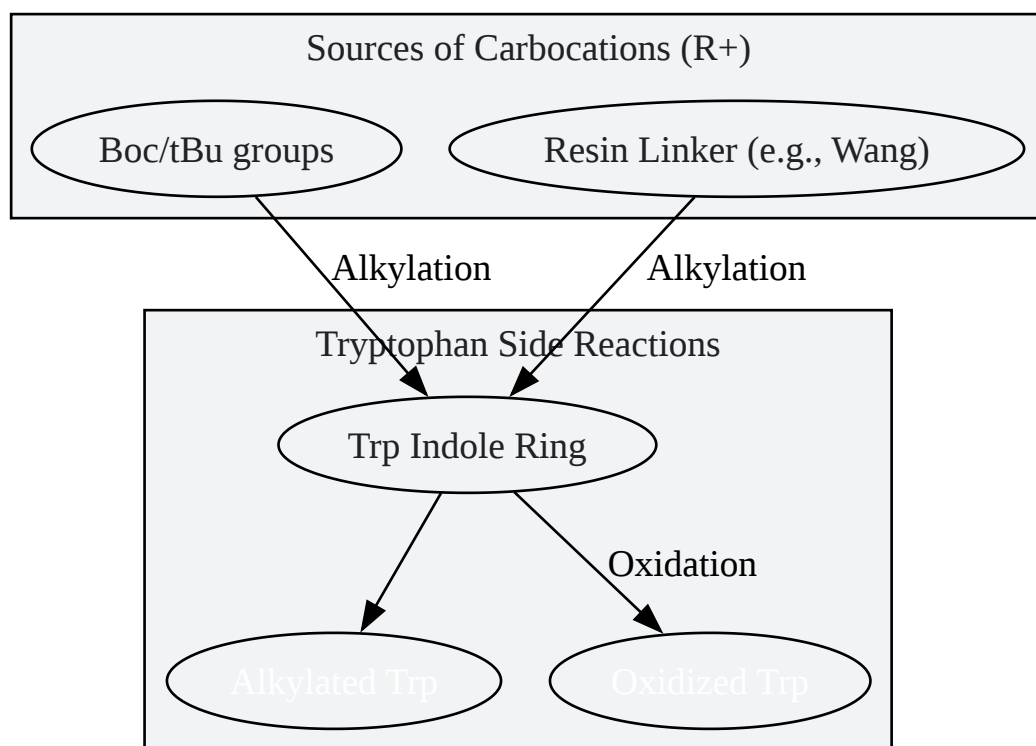 Sources of Carbocations (R+)
Boc/tBu groups
Resin Linker (e.g., Wang)
Alkylation
Alkylation
Tryptophan Side Reactions
Trp Indole Ring
Oxidation
Alkylated Trp
Oxidized Trp